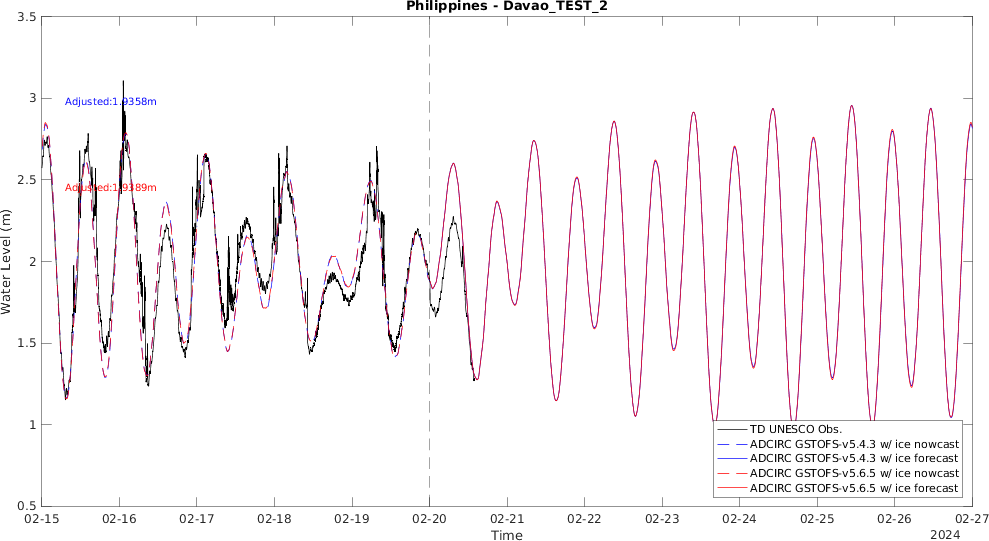 Philippines - Davao_TEST_2
3.5
3
2.5
2
1.5
1
0.5
Water Level (m)
Adjusted:1.9358m
Adjusted:1.9389m
TD UNESCO Obs.
ADCIRC GSTOFS-v5.4.3 w/ ice nowcast
ADCIRC GSTOFS-v5.4.3 w/ ice forecast
ADCIRC GSTOFS-v5.6.5 w/ ice nowcast
ADCIRC GSTOFS-v5.6.5 w/ ice forecast
02-15 02-16 02-17 02-18 02-19 02-20 02-21 02-22 02-23 02-24 02-25 02-26 02-27
Time
2024